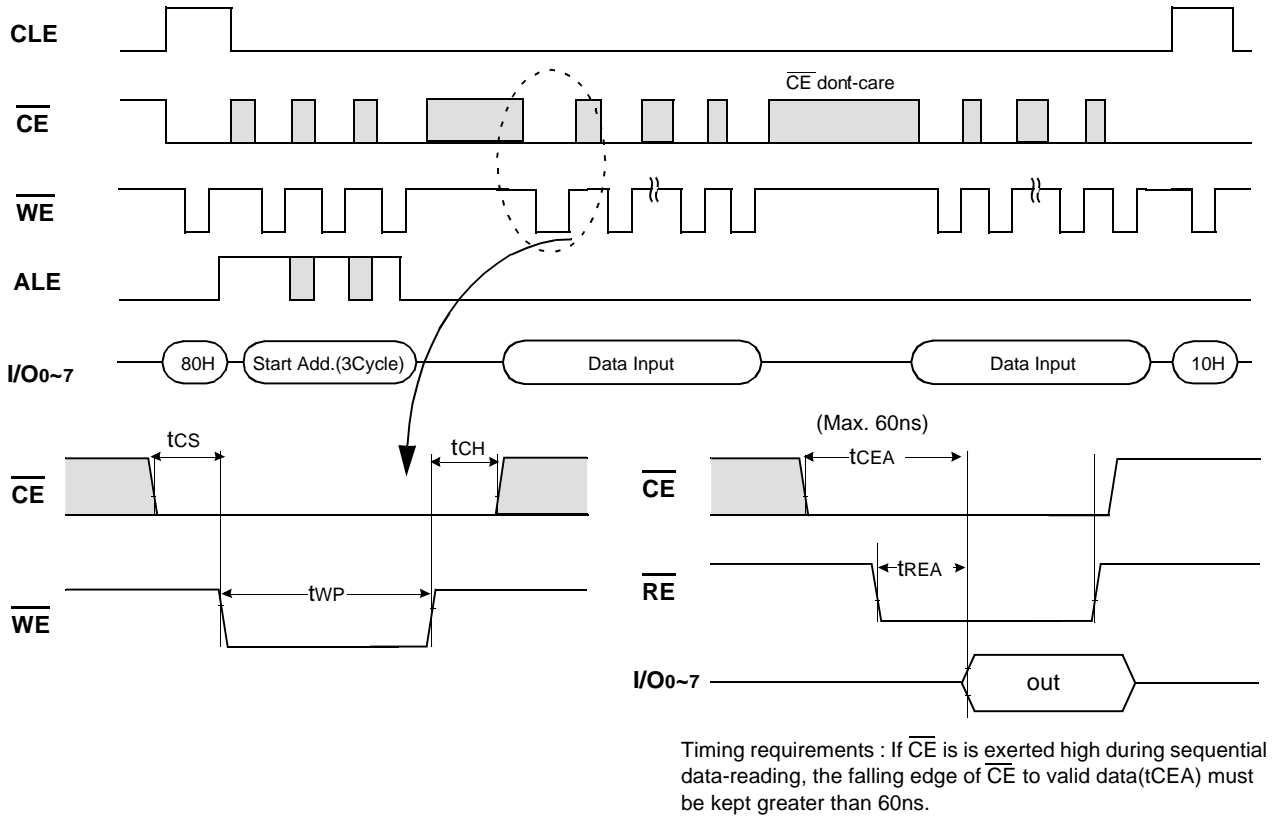 CLE
CE
CE dont-care
WE
ALE
I/O0~7
80H
Start Add.(3Cycle)
Data Input
Data Input
10H
tCS
tCH
CE
tWP
WE
(Max. 60ns)
tCEA
CE
tREA
RE
I/O0~7
out
Timing requirements : If CE is is exerted high during sequential
data-reading, the falling edge of CE to valid data(tCEA) must
be kept greater than 60ns.